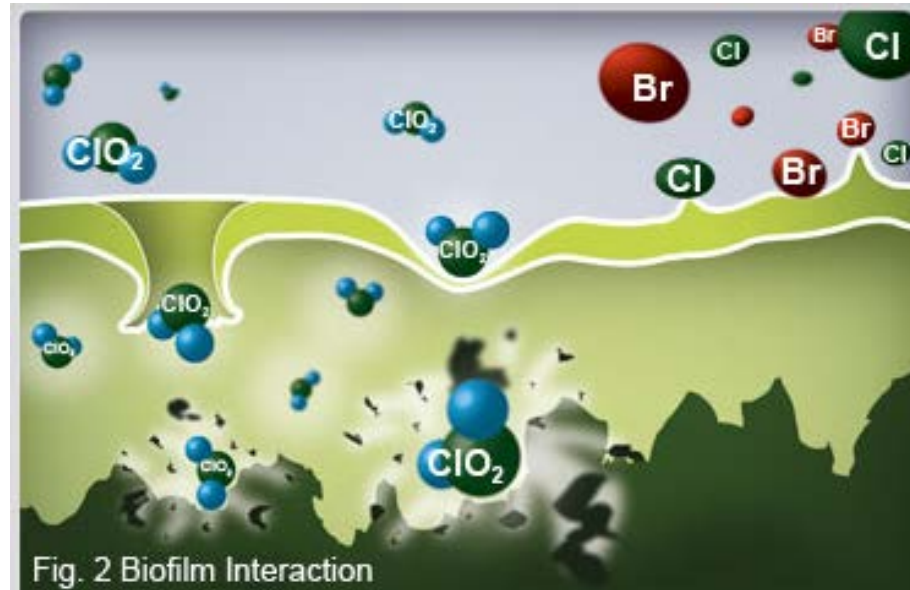 Br
Cl
Br
Cl
ClO₂
ClO₂
Br
Cl
Cl
Br
ClO₂
ClO₂
ClO₂
ClO₂
ClO₂
Fig. 2 Biofilm Interaction